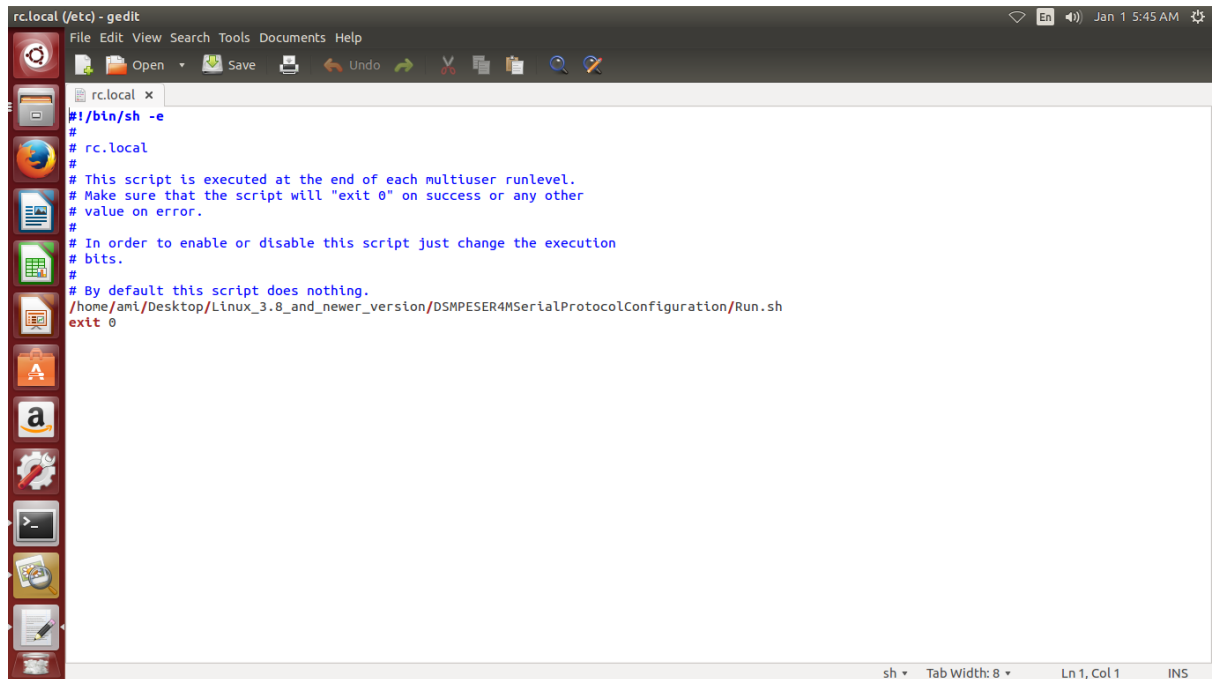 rc.local (/etc) - gedit
En
Jan 1 5:45 AM
File Edit View Search Tools Documents Help
Open Save Undo
rc.local ×
#!/bin/sh -e
#
# rc.local
#
# This script is executed at the end of each multiuser runlevel.
# Make sure that the script will "exit 0" on success or any other
# value on error.
#
# In order to enable or disable this script just change the execution
# bits.
#
# By default this script does nothing.
/home/ami/Desktop/Linux_3.8_and_newer_version/DSMPESER4MSerialProtocolConfiguration/Run.sh
exit 0
a
>_
sh Tab Width: 8 Ln 1, Col 1 INS